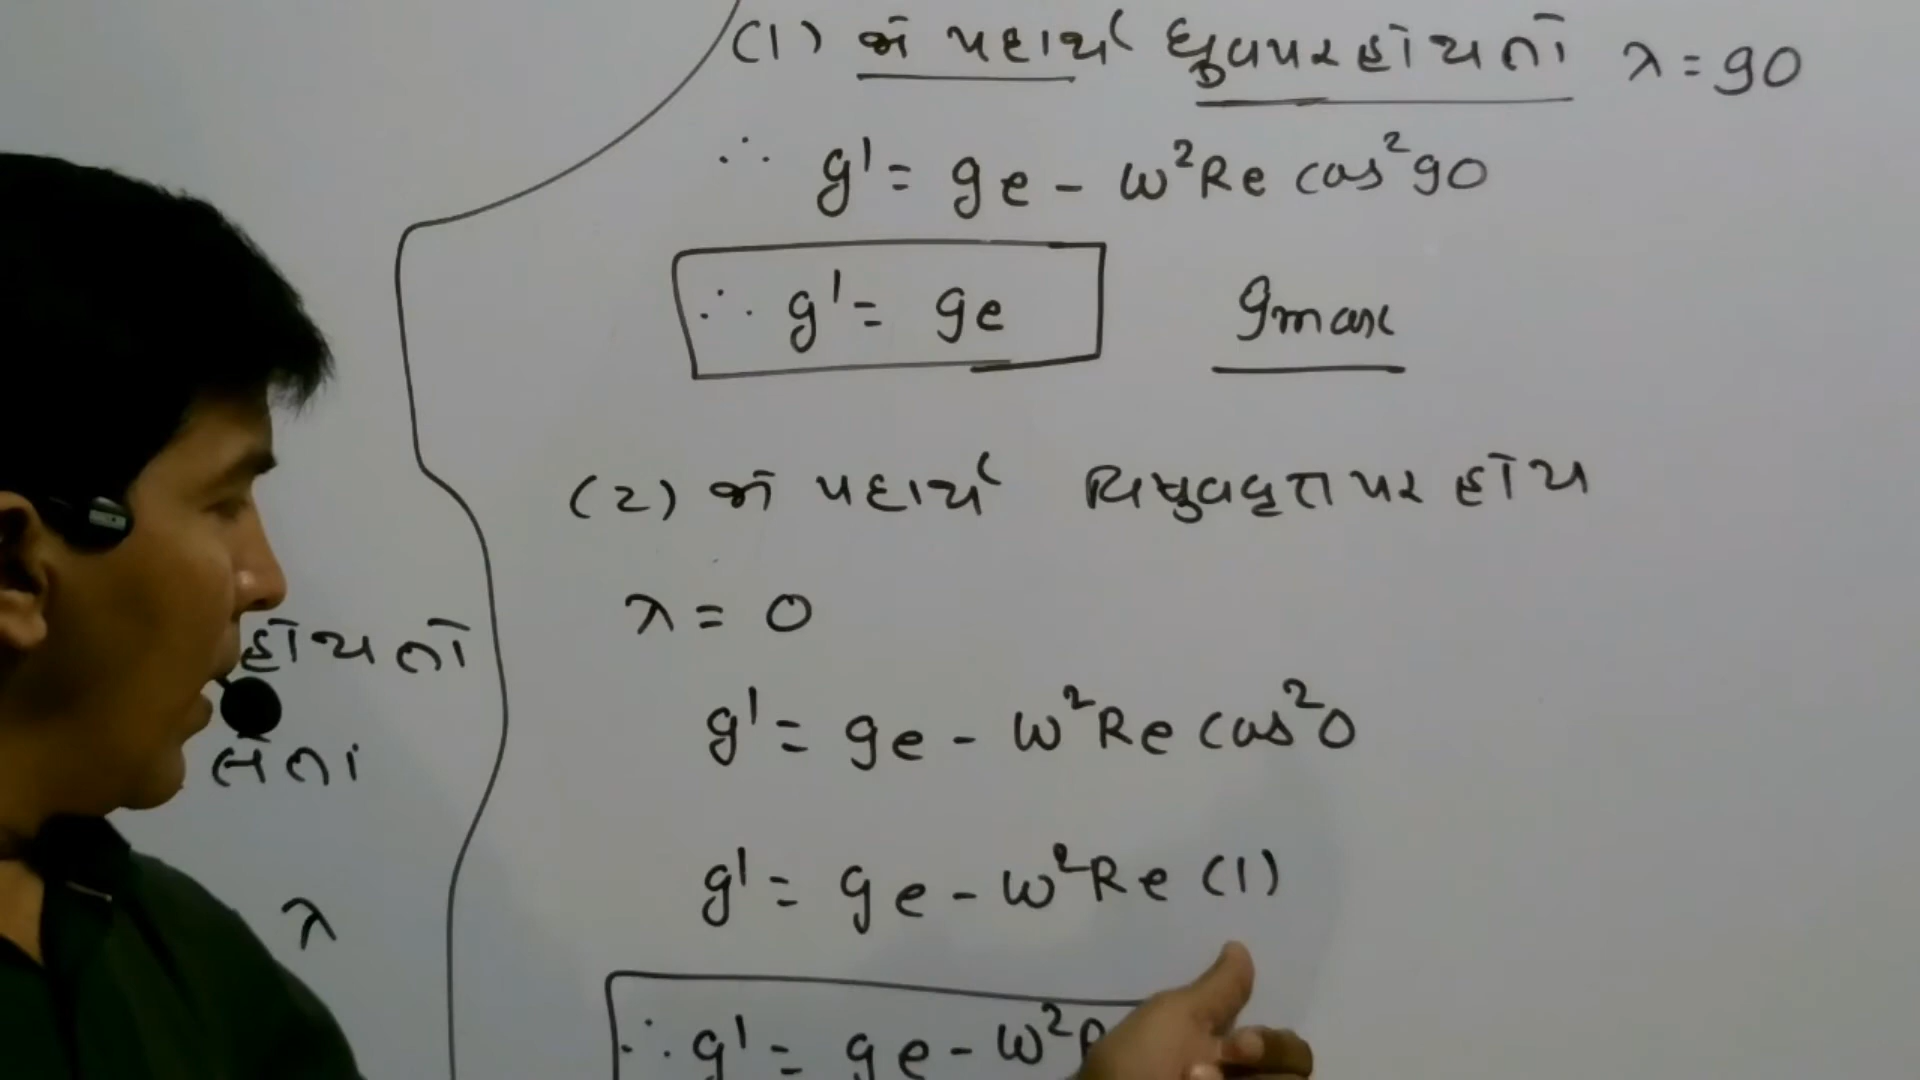 (1) જો પદાર્થ ધ્રુવ પર હોય તો λ = 90
∴ g' = ge - ω²Re cos²90
∴ g' = ge
gmax
(2) જો પદાર્થ વિષુવવૃત્ત પર હોય
λ = 0
g' = ge - ω²Re cos²0
g' = ge - ω²Re (1)
∴ g' = ge - ω²R
હોય તો
લેતાં
λ